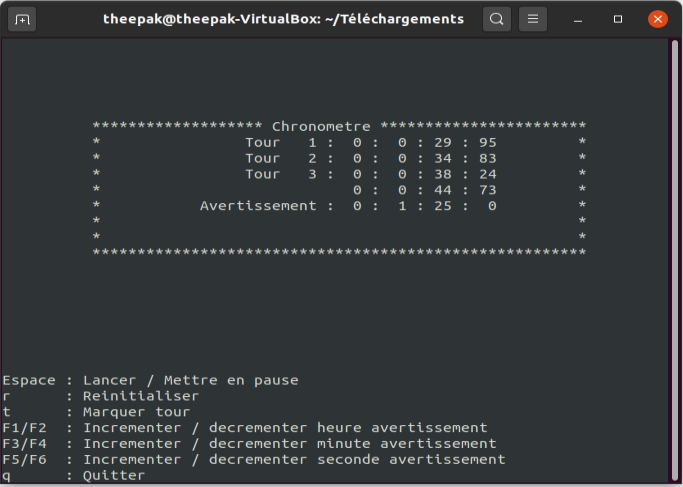 theepak@theepak-VirtualBox: ~/Téléchargements
******************* Chronometre ***********************
* Tour 1 : 0 : 0 : 29 : 95 *
* Tour 2 : 0 : 0 : 34 : 83 *
* Tour 3 : 0 : 0 : 38 : 24 *
* 0 : 0 : 44 : 73 *
* Avertissement : 0 : 1 : 25 : 0 *
* *
* *
*******************************************************
Espace : Lancer / Mettre en pause
r : Reinitialiser
t : Marquer tour
F1/F2 : Incrementer / decrementer heure avertissement
F3/F4 : Incrementer / decrementer minute avertissement
F5/F6 : Incrementer / decrementer seconde avertissement
q : Quitter